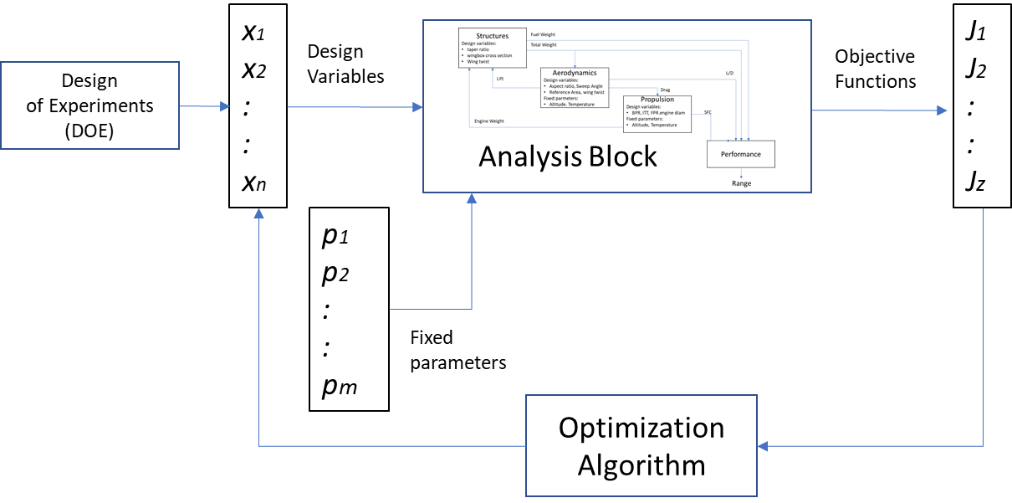 Design
of Experiments
(DOE)
x1
x2
:
:
xn
Design
Variables
Structures
Design variables:
• taper ratio
• wingbox cross section
• Wing twist
Fuel Weight
Total Weight
Lift
Aerodynamics
Design variables:
• Aspect ratio, Sweep Angle
• Reference Area, wing twist
Fixed parmeters:
• Altitude, Temperature
L/D
Drag
Propulsion
Design variables:
• BPR, ITT, FPR,engine diam
Fixed parameters:
• Altitude, Temperature
SFC
Engine Weight
Performance
Range
Analysis Block
Objective
Functions
J1
J2
:
:
Jz
p1
p2
:
:
pm
Fixed
parameters
Optimization
Algorithm